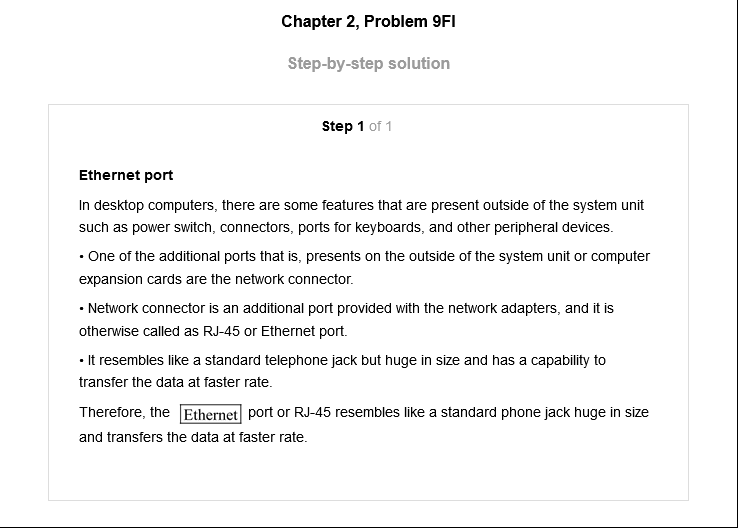 Chapter 2, Problem 9FI
Step-by-step solution
Step 1 of 1
Ethernet port
In desktop computers, there are some features that are present outside of the system unit
such as power switch, connectors, ports for keyboards, and other peripheral devices.
• One of the additional ports that is, presents on the outside of the system unit or computer
expansion cards are the network connector.
• Network connector is an additional port provided with the network adapters, and it is
otherwise called as RJ-45 or Ethernet port.
• It resembles like a standard telephone jack but huge in size and has a capability to
transfer the data at faster rate.
Therefore, the Ethernet port or RJ-45 resembles like a standard phone jack huge in size
and transfers the data at faster rate.